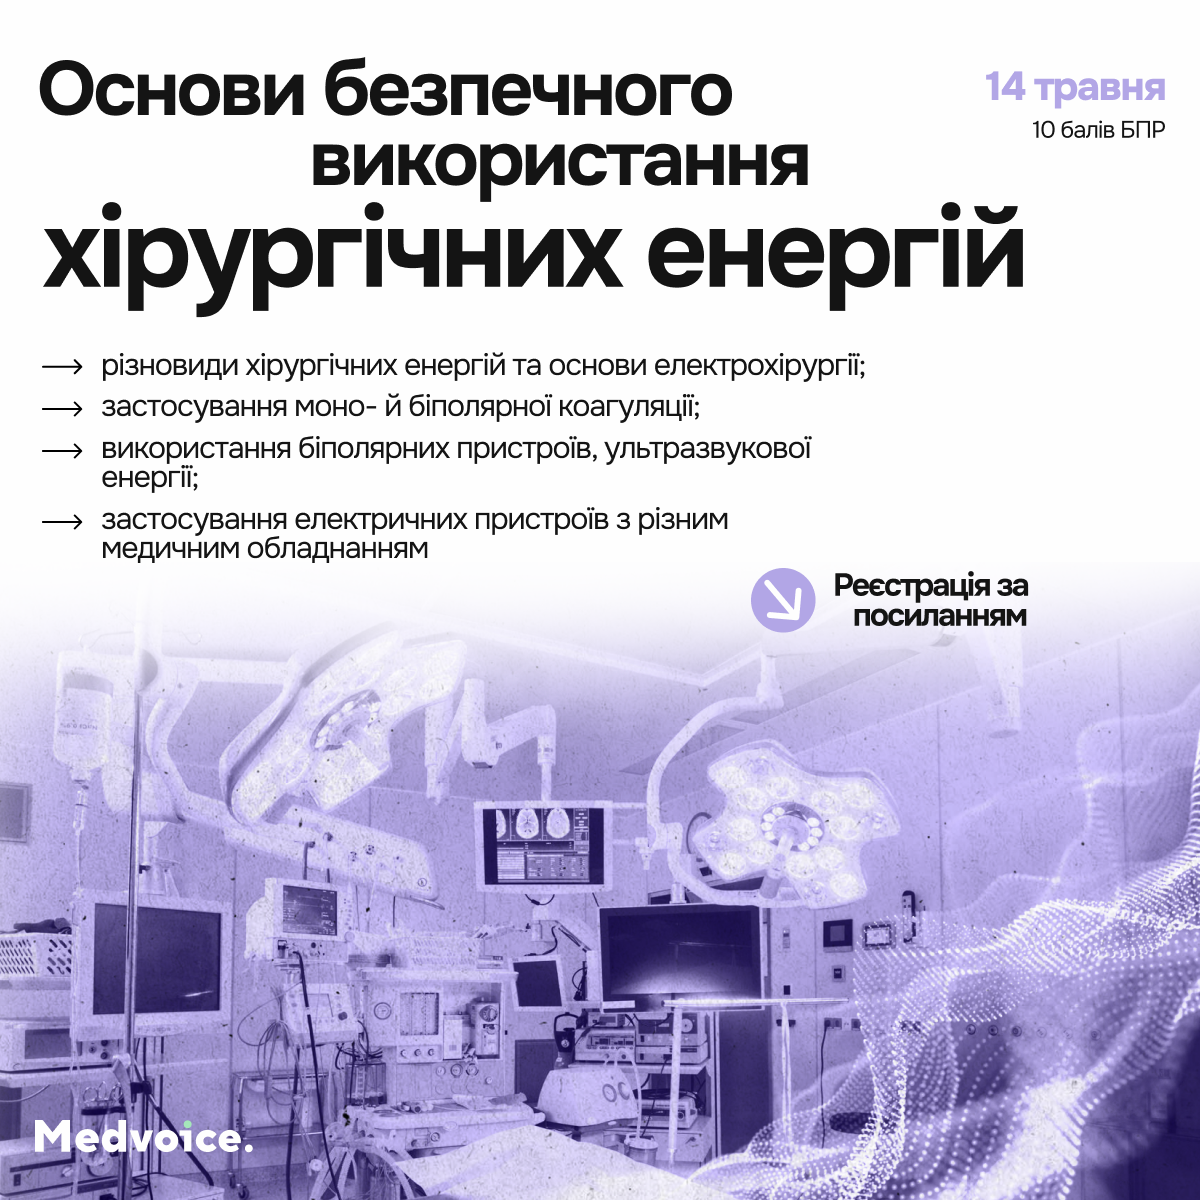 Основи безпечного
використання
хірургічних енергій
14 травня
10 балів БПР
різновиди хірургічних енергій та основи електрохірургії;
застосування моно- й біполярної коагуляції;
використання біполярних пристроїв, ультразвукової
енергії;
застосування електричних пристроїв з різним
медичним обладнанням
Реєстрація за
посиланням
Medvoice.